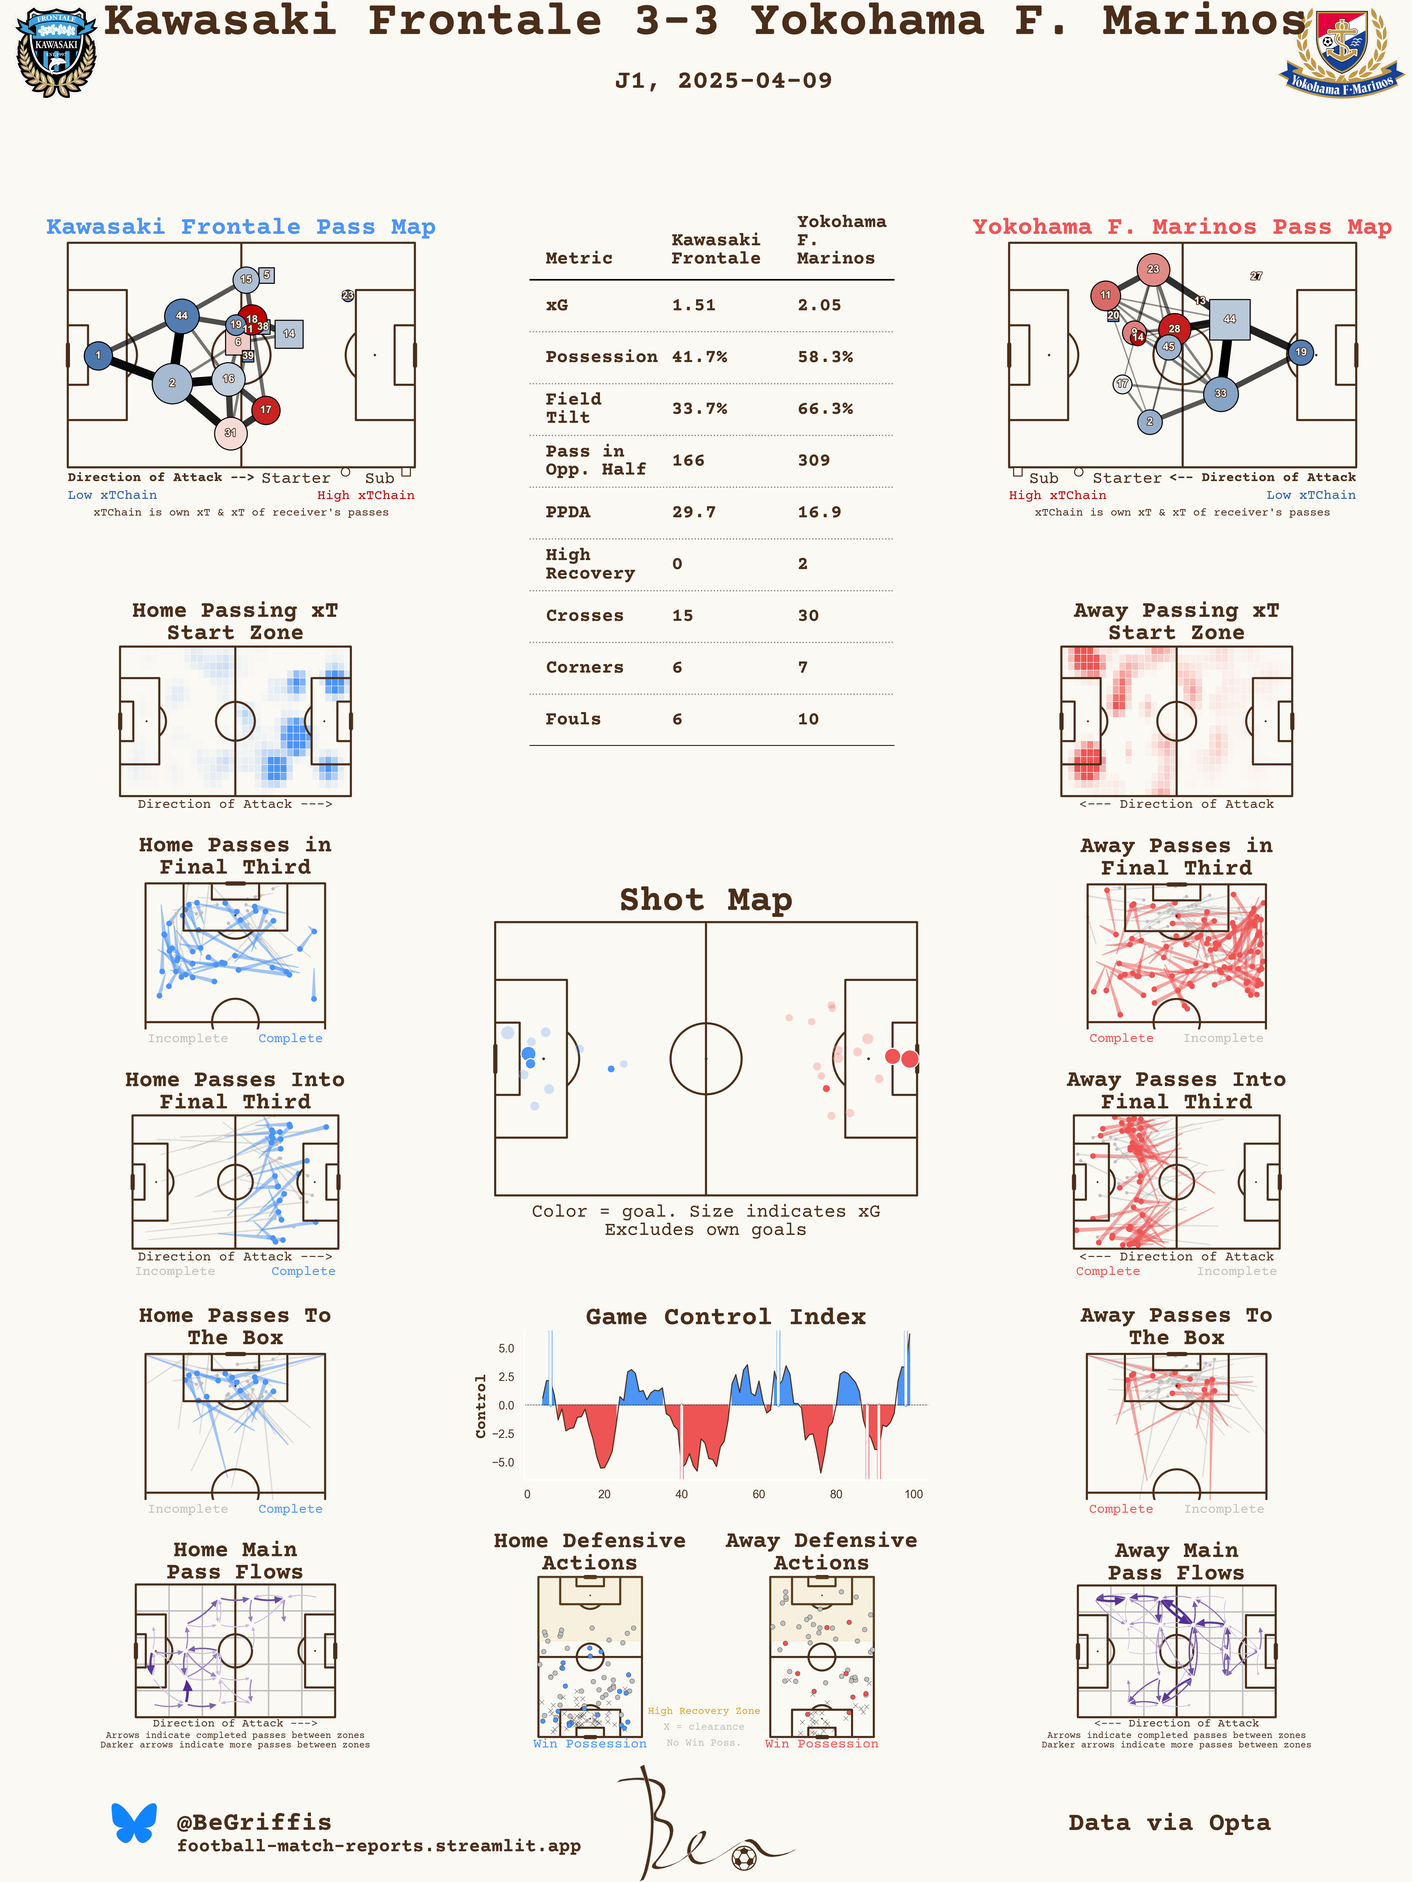 Kawasaki Frontale 3-3 Yokohama F. Marinos
J1, 2025-04-09
FRONTALE
KAWASAKI
Yokohama F·Marinos
Kawasaki Frontale Pass Map
1
44
2
15
5
19
18
11
38
14
6
39
16
17
31
23
Direction of Attack --> Starter Sub
Low xTChain High xTChain
xTChain is own xT & xT of receiver's passes
Metric
Kawasaki
Frontale
Yokohama
F.
Marinos
xG 1.51 2.05
Possession 41.7% 58.3%
Field
Tilt
33.7% 66.3%
Pass in
Opp. Half
166 309
PPDA 29.7 16.9
High
Recovery
0 2
Crosses 15 30
Corners 6 7
Fouls 6 10
Yokohama F. Marinos Pass Map
23
27
11
13
20
44
9
14
28
45
19
17
33
2
Sub Starter <-- Direction of Attack
High xTChain Low xTChain
xTChain is own xT & xT of receiver's passes
Home Passing xT
Start Zone
Direction of Attack --->
Away Passing xT
Start Zone
<--- Direction of Attack
Home Passes in
Final Third
Incomplete Complete
Away Passes in
Final Third
Complete Incomplete
Shot Map
Color = goal. Size indicates xG
Excludes own goals
Home Passes Into
Final Third
Direction of Attack --->
Incomplete Complete
Away Passes Into
Final Third
<--- Direction of Attack
Complete Incomplete
Home Passes To
The Box
Incomplete Complete
Game Control Index
Control
5.0
2.5
0.0
−2.5
−5.0
0 20 40 60 80 100
Away Passes To
The Box
Complete Incomplete
Home Main
Pass Flows
Direction of Attack --->
Arrows indicate completed passes between zones
Darker arrows indicate more passes between zones
Home Defensive
Actions
Win Possession
High Recovery Zone
X = clearance
No Win Poss.
Away Defensive
Actions
Win Possession
Away Main
Pass Flows
<--- Direction of Attack
Arrows indicate completed passes between zones
Darker arrows indicate more passes between zones
@BeGriffis
football-match-reports.streamlit.app
Ben
Data via Opta